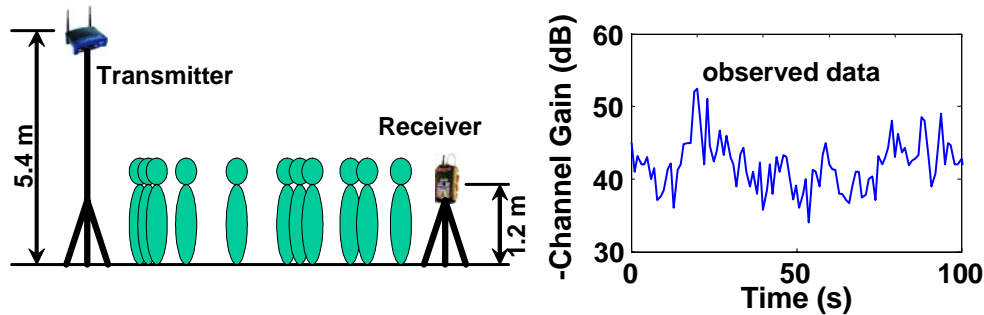 Transmitter
5.4 m
Receiver
1.2 m
observed data
-Channel Gain (dB)
60
50
40
30
0
50
100
Time (s)